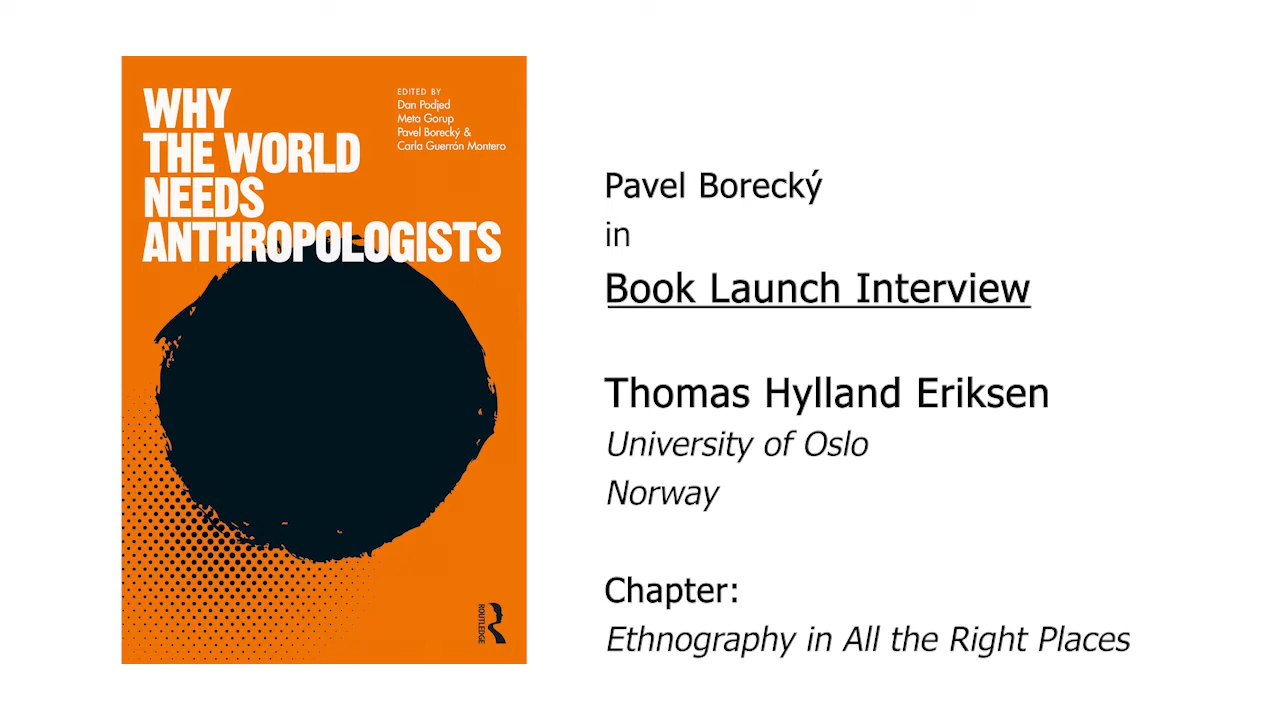 WHY
THE WORLD
NEEDS
ANTHROPOLOGISTS
EDITED BY
Dan Podjed
Meta Gorup
Pavel Borecký &
Carla Guerrón Montero
ROUTLEDGE
Pavel Borecký
in
Book Launch Interview
Thomas Hylland Eriksen
University of Oslo
Norway
Chapter:
Ethnography in All the Right Places